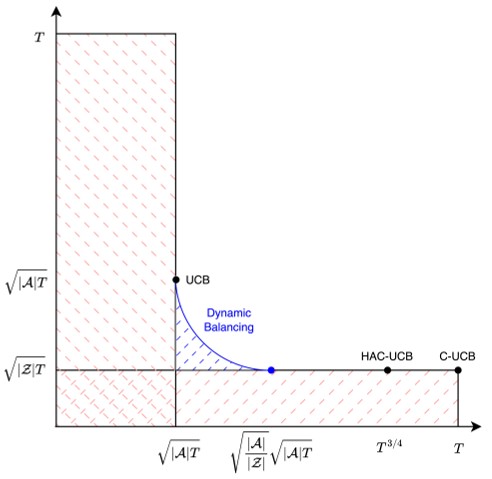 T
√|𝒜|T
UCB
Dynamic
Balancing
√|𝒵|T
HAC-UCB
C-UCB
√|𝒜|T
√(|𝒜|/|𝒵|) √|𝒜|T
T^{3/4}
T